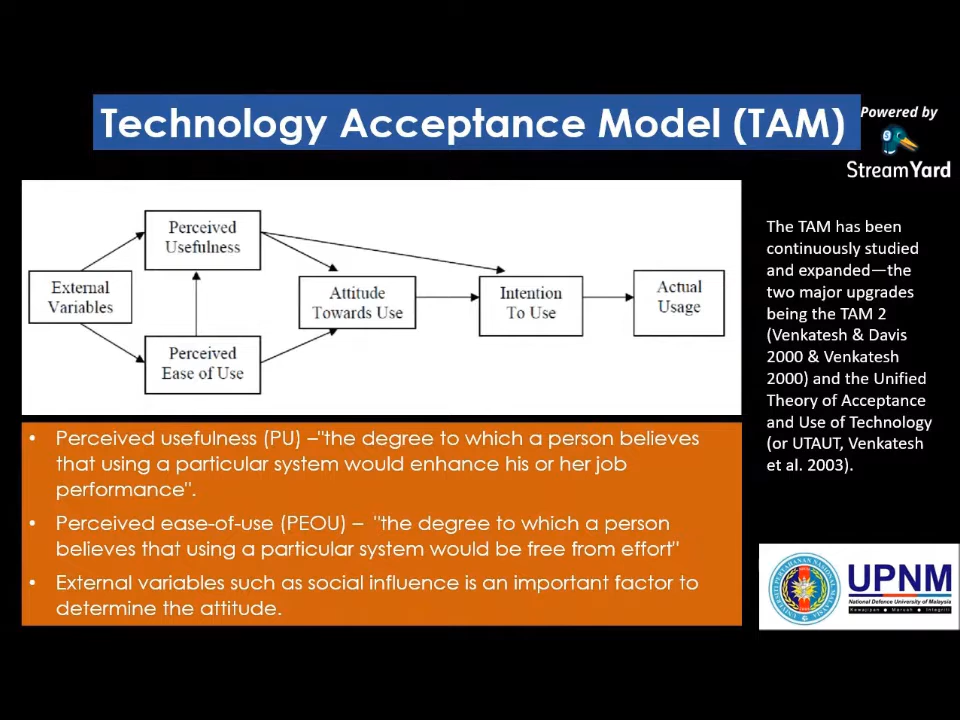 Technology Acceptance Model (TAM)
Powered by
StreamYard
Perceived
Usefulness
External
Variables
Attitude
Towards Use
Intention
To Use
Actual
Usage
Perceived
Ease of Use
The TAM has been
continuously studied
and expanded—the
two major upgrades
being the TAM 2
(Venkatesh & Davis
2000 & Venkatesh
2000) and the Unified
Theory of Acceptance
and Use of Technology
(or UTAUT, Venkatesh
et al. 2003).
• Perceived usefulness (PU) –"the degree to which a person believes
that using a particular system would enhance his or her job
performance".
• Perceived ease-of-use (PEOU) – "the degree to which a person
believes that using a particular system would be free from effort"
• External variables such as social influence is an important factor to
determine the attitude.
UPNM
National Defence University of Malaysia
Kewajipan ● Maruah ● Integriti